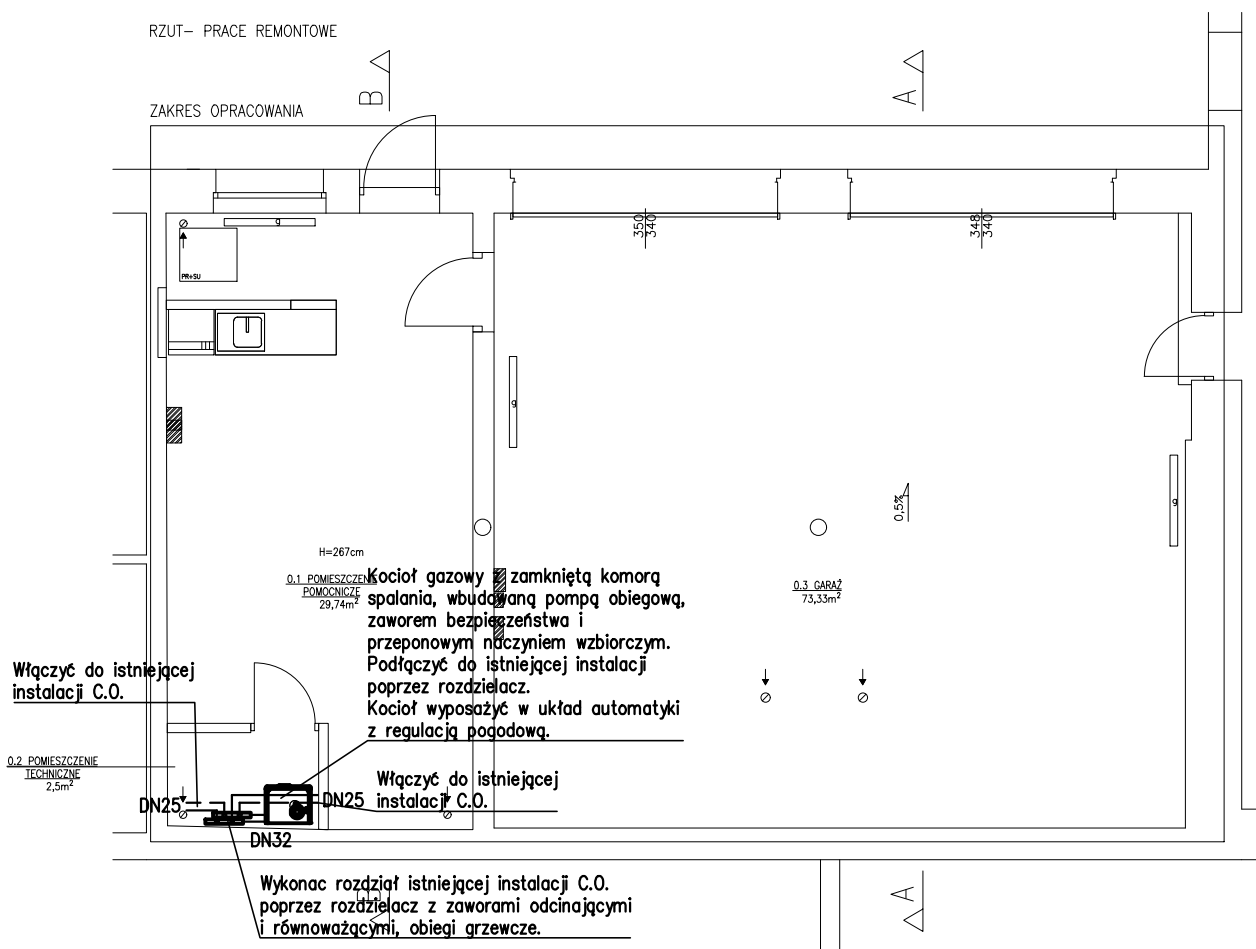 RZUT– PRACE REMONTOWE
ZAKRES OPRACOWANIA
B
A
g
350
340
348
340
PR+SU
g
g
0,5%
H=267cm
0.1 POMIESZCZENIE
POMOCNICZE
29,74m²
Kocioł gazowy z zamkniętą komorą
spalania, wbudowaną pompą obiegową,
zaworem bezpieczeństwa i
przeponowym naczyniem wzbiorczym.
Podłączyć do istniejącej instalacji
poprzez rozdzielacz.
Kocioł wyposażyć w układ automatyki
z regulacją pogodową.
0.3 GARAŻ
73,33m²
Włączyć do istniejącej
instalacji C.O.
0.2 POMIESZCZENIE
TECHNICZNE
2,5m²
Włączyć do istniejącej
instalacji C.O.
DN25
DN25
DN32
Wykonac rozdział istniejącej instalacji C.O.
poprzez rozdzielacz z zaworami odcinającymi
i równoważącymi, obiegi grzewcze.
B
A